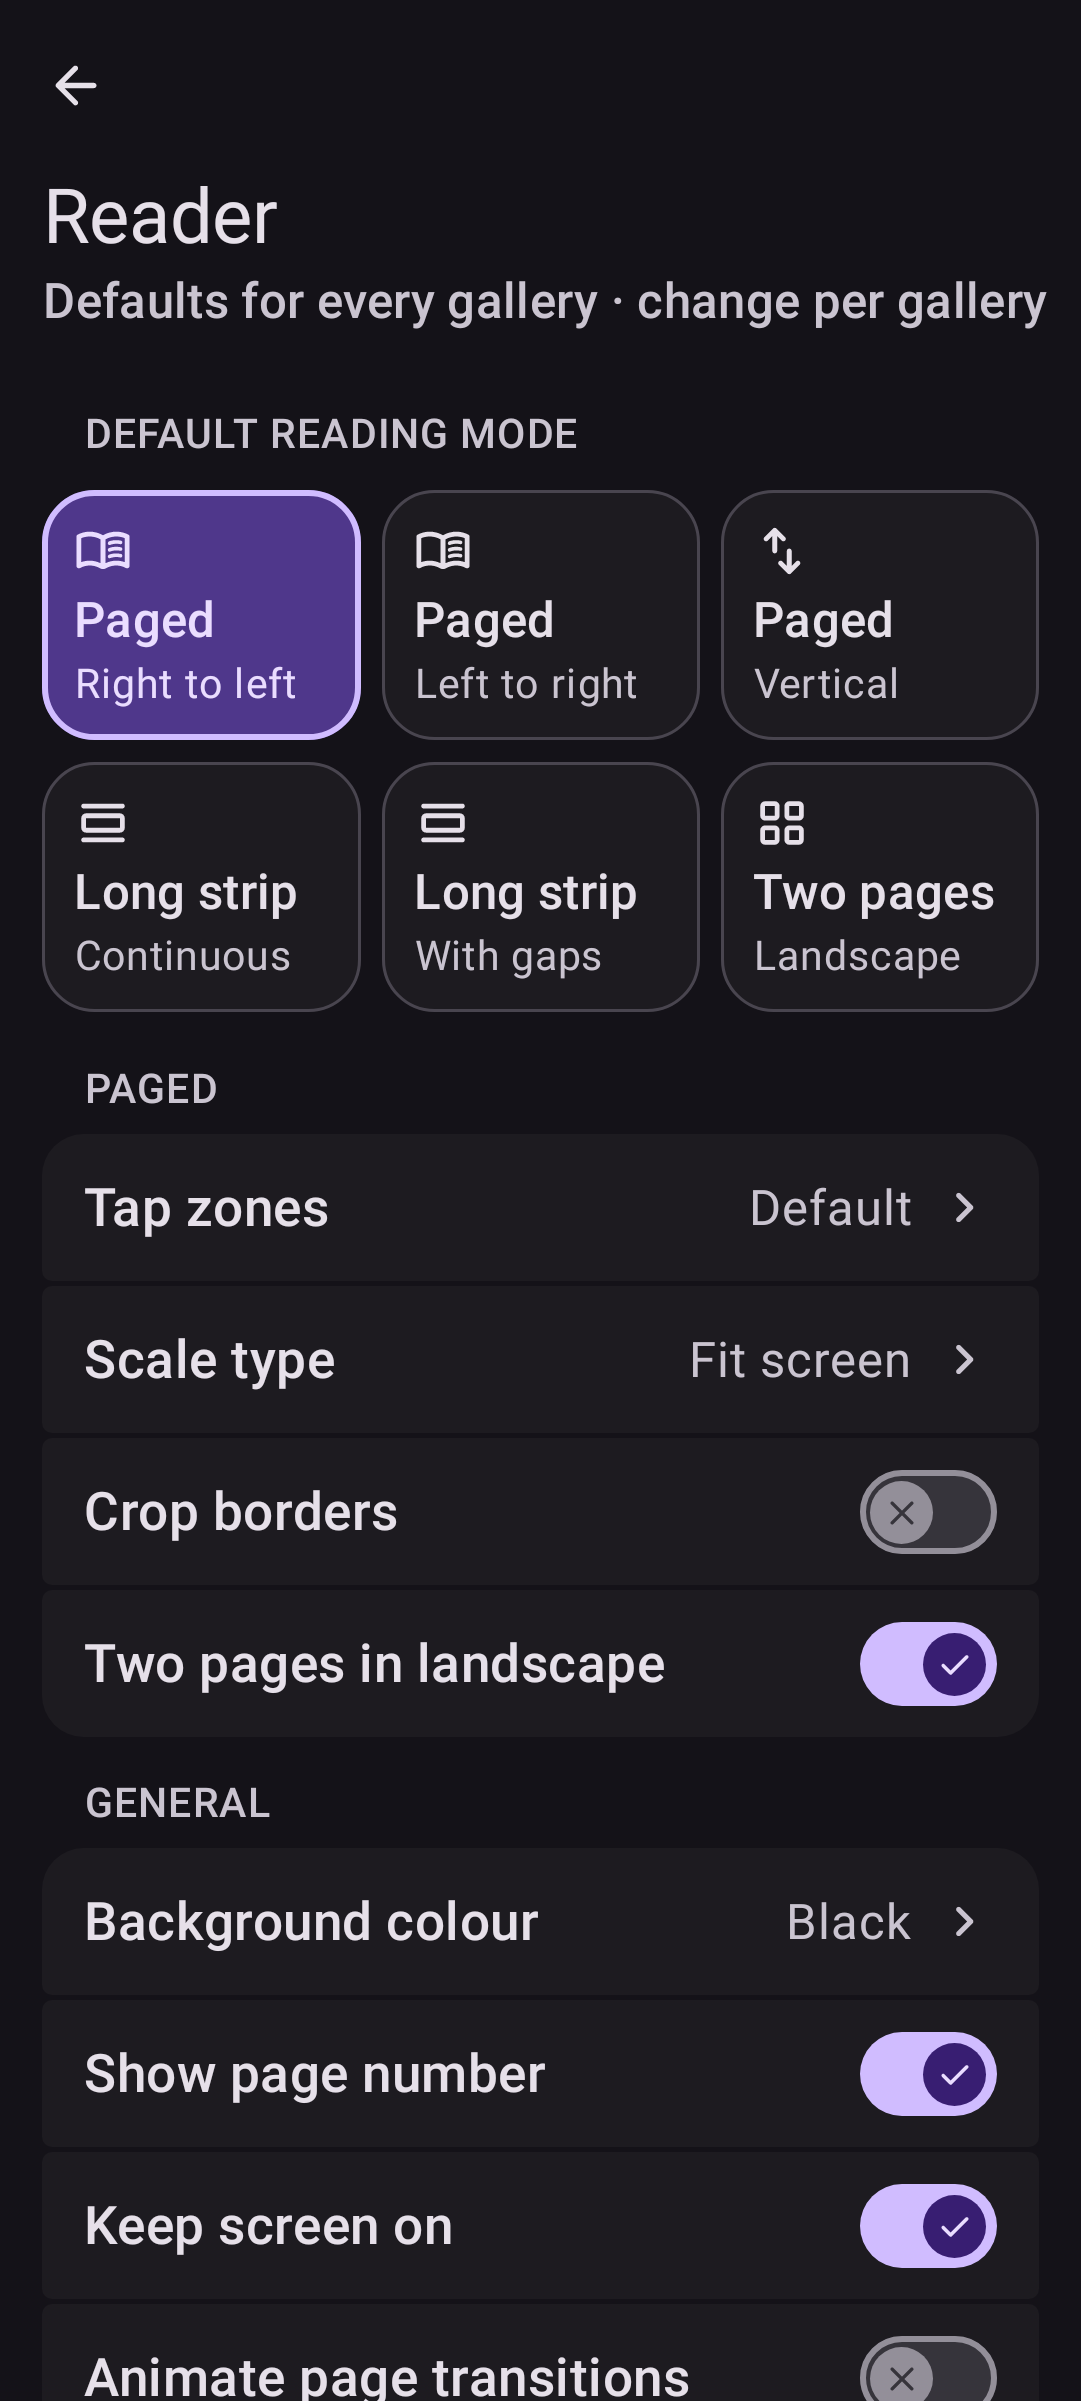 Reader
Defaults for every gallery · change per gallery
DEFAULT READING MODE
Paged
Right to left
Paged
Left to right
Paged
Vertical
Long strip
Continuous
Long strip
With gaps
Two pages
Landscape
PAGED
Tap zones Default
Scale type Fit screen
Crop borders
Two pages in landscape
GENERAL
Background colour Black
Show page number
Keep screen on
Animate page transitions